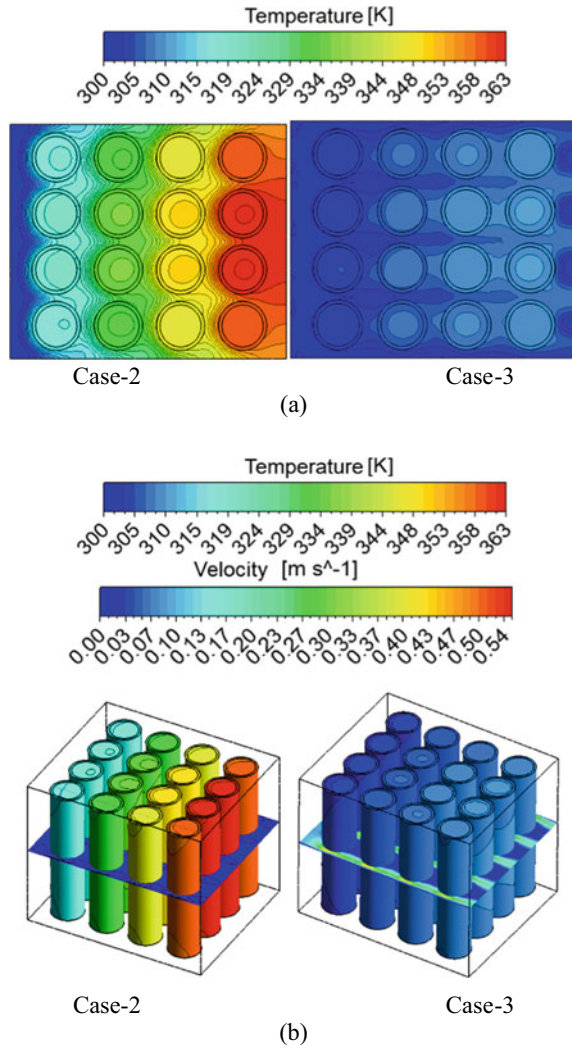 Temperature [K]
300 305 310 315 319 324 329 334 339 344 348 353 358 363
Case-2 Case-3
(a)
Temperature [K]
300 305 310 315 319 324 329 334 339 344 348 353 358 363
Velocity [m s^-1]
0.00 0.03 0.07 0.10 0.13 0.17 0.20 0.23 0.27 0.30 0.33 0.37 0.40 0.43 0.47 0.50 0.54
Case-2 Case-3
(b)